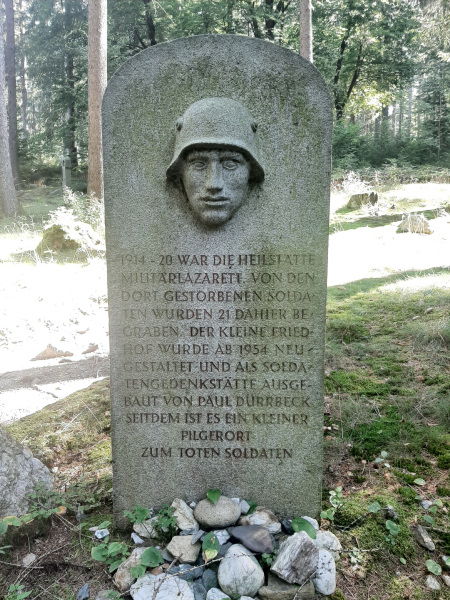 1914 - 20 WAR DIE HEILSTÄTTE
MILITÄRLAZARETT. VON DEN
DORT GESTORBENEN SOLDA-
TEN WURDEN 21 DAHIER BE-
GRABEN. DER KLEINE FRIED-
HOF WURDE AB 1954 NEU-
GESTALTET UND ALS SOLDA-
TENGEDENKSTÄTTE AUSGE-
BAUT VON PAUL DÜRRBECK
SEITDEM IST ES EIN KLEINER
PILGERORT
ZUM TOTEN SOLDATEN